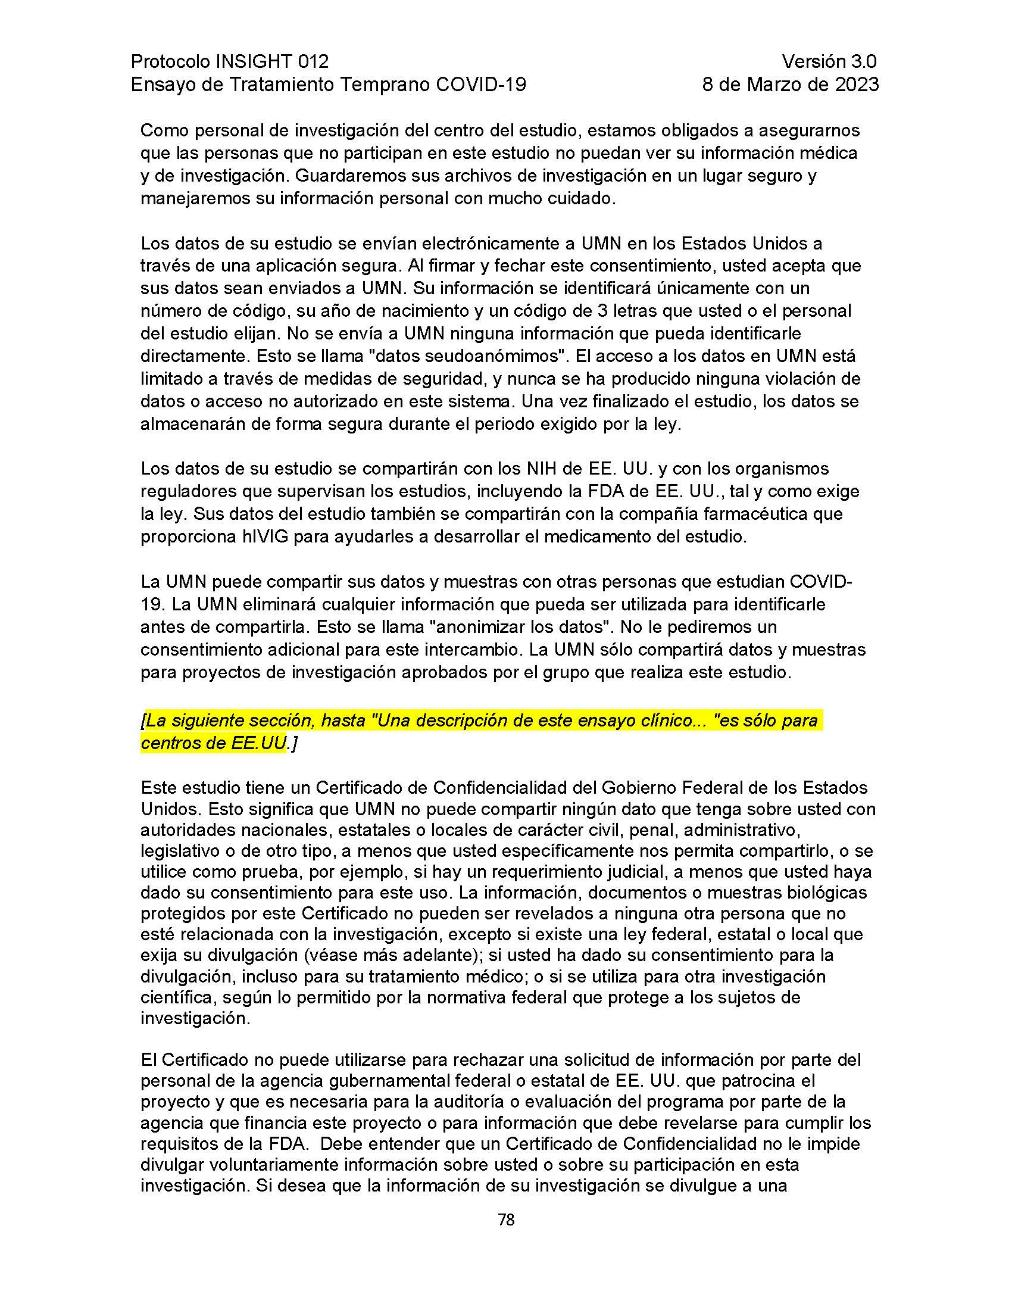 Protocolo INSIGHT 012 Versión 3.0
Ensayo de Tratamiento Temprano COVID-19 8 de Marzo de 2023
Como personal de investigación del centro del estudio, estamos obligados a asegurarnos
que las personas que no participan en este estudio no puedan ver su información médica
y de investigación. Guardaremos sus archivos de investigación en un lugar seguro y
manejaremos su información personal con mucho cuidado.
Los datos de su estudio se envían electrónicamente a UMN en los Estados Unidos a
través de una aplicación segura. Al firmar y fechar este consentimiento, usted acepta que
sus datos sean enviados a UMN. Su información se identificará únicamente con un
número de código, su año de nacimiento y un código de 3 letras que usted o el personal
del estudio elijan. No se envía a UMN ninguna información que pueda identificarle
directamente. Esto se llama "datos seudoanómimos". El acceso a los datos en UMN está
limitado a través de medidas de seguridad, y nunca se ha producido ninguna violación de
datos o acceso no autorizado en este sistema. Una vez finalizado el estudio, los datos se
almacenarán de forma segura durante el periodo exigido por la ley.
Los datos de su estudio se compartirán con los NIH de EE. UU. y con los organismos
reguladores que supervisan los estudios, incluyendo la FDA de EE. UU., tal y como exige
la ley. Sus datos del estudio también se compartirán con la compañía farmacéutica que
proporciona hIVIG para ayudarles a desarrollar el medicamento del estudio.
La UMN puede compartir sus datos y muestras con otras personas que estudian COVID-
19. La UMN eliminará cualquier información que pueda ser utilizada para identificarle
antes de compartirla. Esto se llama "anonimizar los datos". No le pediremos un
consentimiento adicional para este intercambio. La UMN sólo compartirá datos y muestras
para proyectos de investigación aprobados por el grupo que realiza este estudio.
[La siguiente sección, hasta "Una descripción de este ensayo clínico... "es sólo para
centros de EE.UU.]
Este estudio tiene un Certificado de Confidencialidad del Gobierno Federal de los Estados
Unidos. Esto significa que UMN no puede compartir ningún dato que tenga sobre usted con
autoridades nacionales, estatales o locales de carácter civil, penal, administrativo,
legislativo o de otro tipo, a menos que usted específicamente nos permita compartirlo, o se
utilice como prueba, por ejemplo, si hay un requerimiento judicial, a menos que usted haya
dado su consentimiento para este uso. La información, documentos o muestras biológicas
protegidos por este Certificado no pueden ser revelados a ninguna otra persona que no
esté relacionada con la investigación, excepto si existe una ley federal, estatal o local que
exija su divulgación (véase más adelante); si usted ha dado su consentimiento para la
divulgación, incluso para su tratamiento médico; o si se utiliza para otra investigación
científica, según lo permitido por la normativa federal que protege a los sujetos de
investigación.
El Certificado no puede utilizarse para rechazar una solicitud de información por parte del
personal de la agencia gubernamental federal o estatal de EE. UU. que patrocina el
proyecto y que es necesaria para la auditoría o evaluación del programa por parte de la
agencia que financia este proyecto o para información que debe revelarse para cumplir los
requisitos de la FDA. Debe entender que un Certificado de Confidencialidad no le impide
divulgar voluntariamente información sobre usted o sobre su participación en esta
investigación. Si desea que la información de su investigación se divulgue a una
78